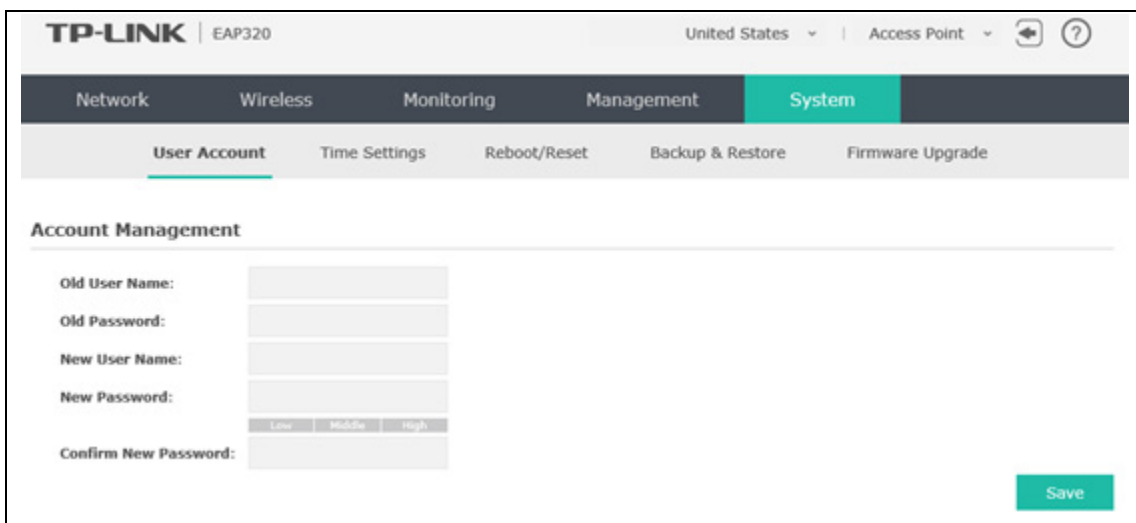 TP-LINK | EAP320 United States | Access Point ?
Network Wireless Monitoring Management System
User Account Time Settings Reboot/Reset Backup & Restore Firmware Upgrade
Account Management
Old User Name:
Old Password:
New User Name:
New Password:
Low Middle High
Confirm New Password:
Save